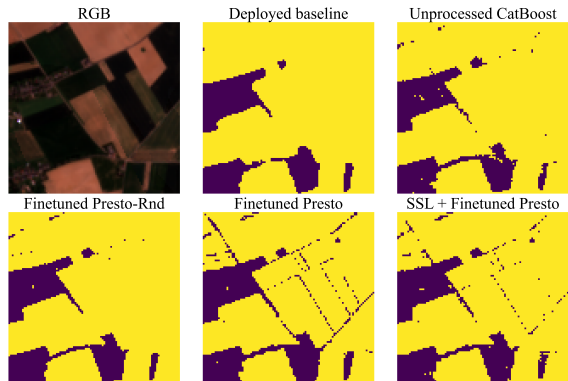 RGB
Deployed baseline
Unprocessed CatBoost
Finetuned Presto-Rnd
Finetuned Presto
SSL + Finetuned Presto